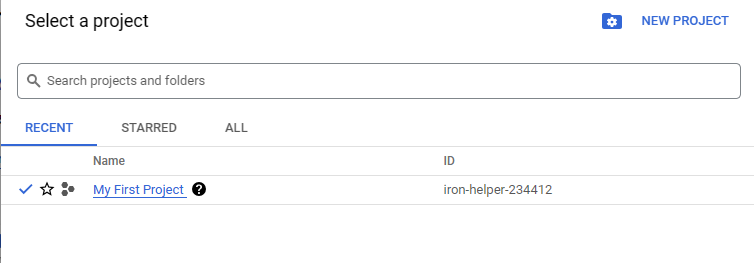 Select a project
NEW PROJECT
Search projects and folders
RECENT STARRED ALL
Name ID
My First Project ? iron-helper-234412